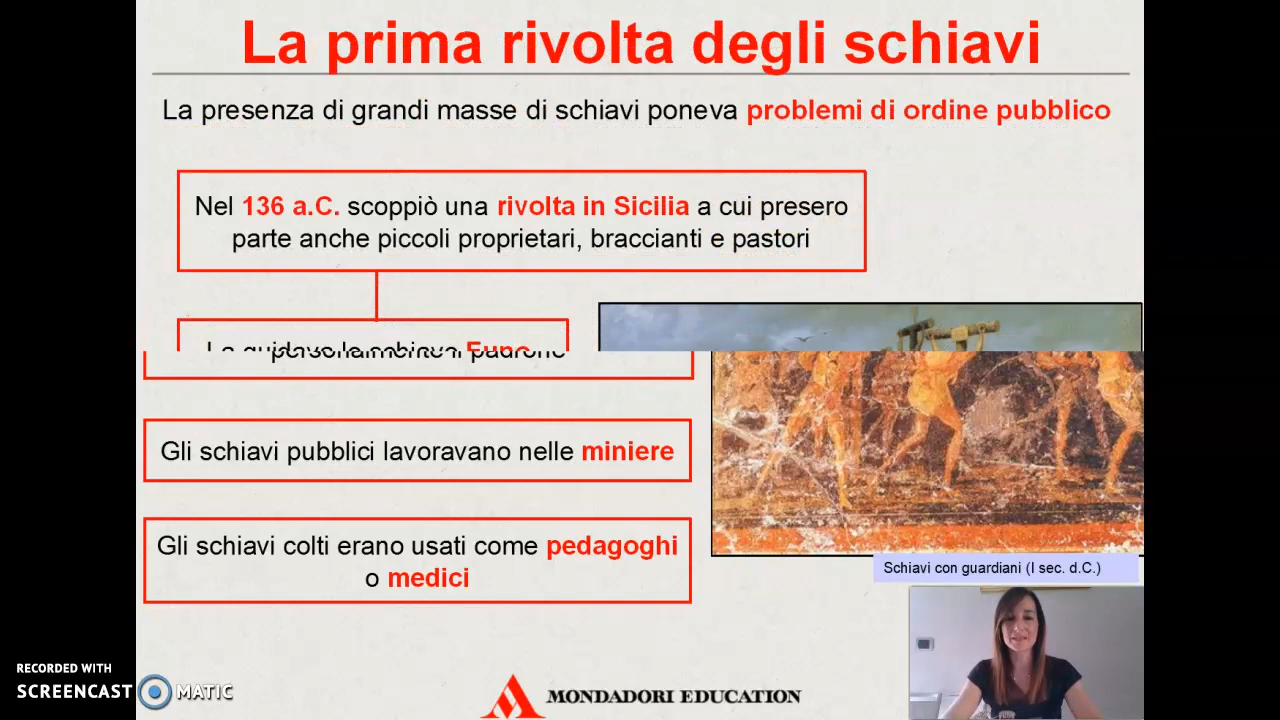 La prima rivolta degli schiavi
La presenza di grandi masse di schiavi poneva problemi di ordine pubblico
Nel 136 a.C. scoppiò una rivolta in Sicilia a cui presero
parte anche piccoli proprietari, braccianti e pastori
Gli schiavi pubblici lavoravano nelle miniere
Gli schiavi colti erano usati come pedagoghi
o medici
Schiavi con guardiani (I sec. d.C.)
RECORDED WITH
SCREENCAST MATIC
MONDADORI EDUCATION